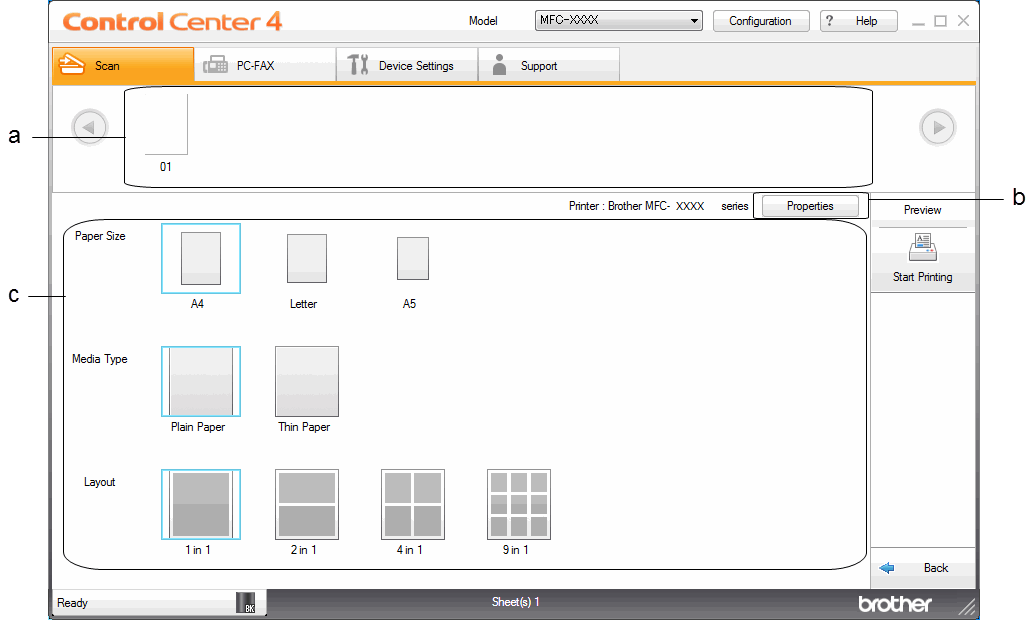 Control Center 4
Model
MFC-XXXX
Configuration
? Help
Scan
PC-FAX
Device Settings
Support
a
01
Printer : Brother MFC- XXXX series
Properties
b
Preview
Start Printing
c
Paper Size
A4
Letter
A5
Media Type
Plain Paper
Thin Paper
Layout
1 in 1
2 in 1
4 in 1
9 in 1
Back
Ready
BK
Sheet(s) 1
brother